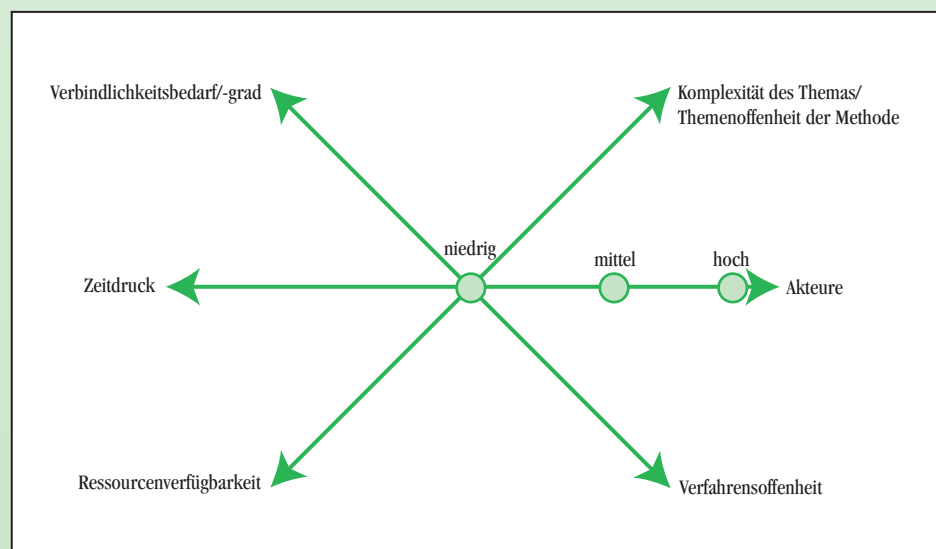 Verbindlichkeitsbedarf/-grad
Komplexität des Themas/
Themenoffenheit der Methode
niedrig
mittel
hoch
Zeitdruck
Akteure
Ressourcenverfügbarkeit
Verfahrensoffenheit